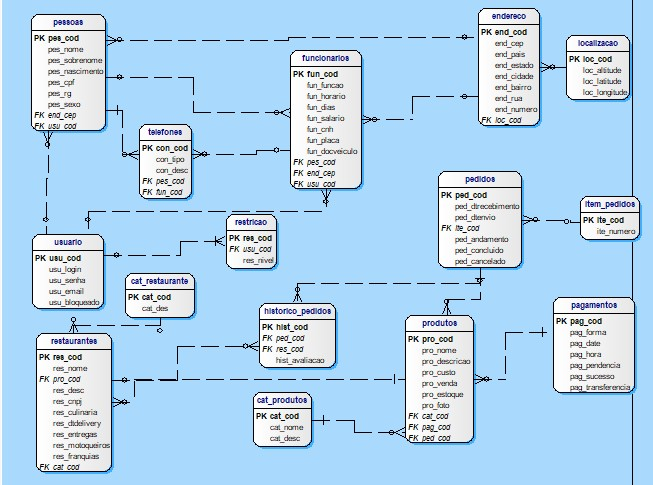 pessoas
PK pes_cod
pes_nome
pes_sobrenome
pes_nascimento
pes_cpf
pes_rg
pes_sexo
FK end_cep
FK usu_cod
endereco
PK end_cod
end_cep
end_pais
end_estado
end_cidade
end_bairro
end_rua
end_numero
FK loc_cod
localizacao
PK loc_cod
loc_altitude
loc_latitude
loc_longitude
funcionarios
PK fun_cod
fun_funcao
fun_horario
fun_dias
fun_salario
fun_cnh
fun_placa
fun_docveiculo
FK pes_cod
FK end_cep
FK usu_cod
telefones
PK con_cod
con_tipo
con_desc
FK pes_cod
FK fun_cod
pedidos
PK ped_cod
ped_dtrecebimento
ped_dtenvio
FK ite_cod
ped_andamento
ped_concluido
ped_cancelado
item_pedidos
PK ite_cod
ite_numero
restricao
PK res_cod
FK usu_cod
res_nivel
usuario
PK usu_cod
usu_login
usu_senha
usu_email
usu_bloqueado
cat_restaurante
PK cat_cod
cat_des
historico_pedidos
PK hist_cod
FK ped_cod
FK res_cod
hist_avaliacao
pagamentos
PK pag_cod
pag_forma
pag_date
pag_hora
pag_pendencia
pag_sucesso
pag_transferencia
produtos
PK pro_cod
pro_nome
pro_descricao
pro_custo
pro_venda
pro_estoque
pro_foto
FK cat_cod
FK pag_cod
FK ped_cod
restaurantes
PK res_cod
res_nome
FK pro_cod
res_desc
res_cnpj
res_culinaria
res_dtdelivery
res_entregas
res_motoqueiros
res_franquias
FK cat_cod
cat_produtos
PK cat_cod
cat_nome
cat_desc